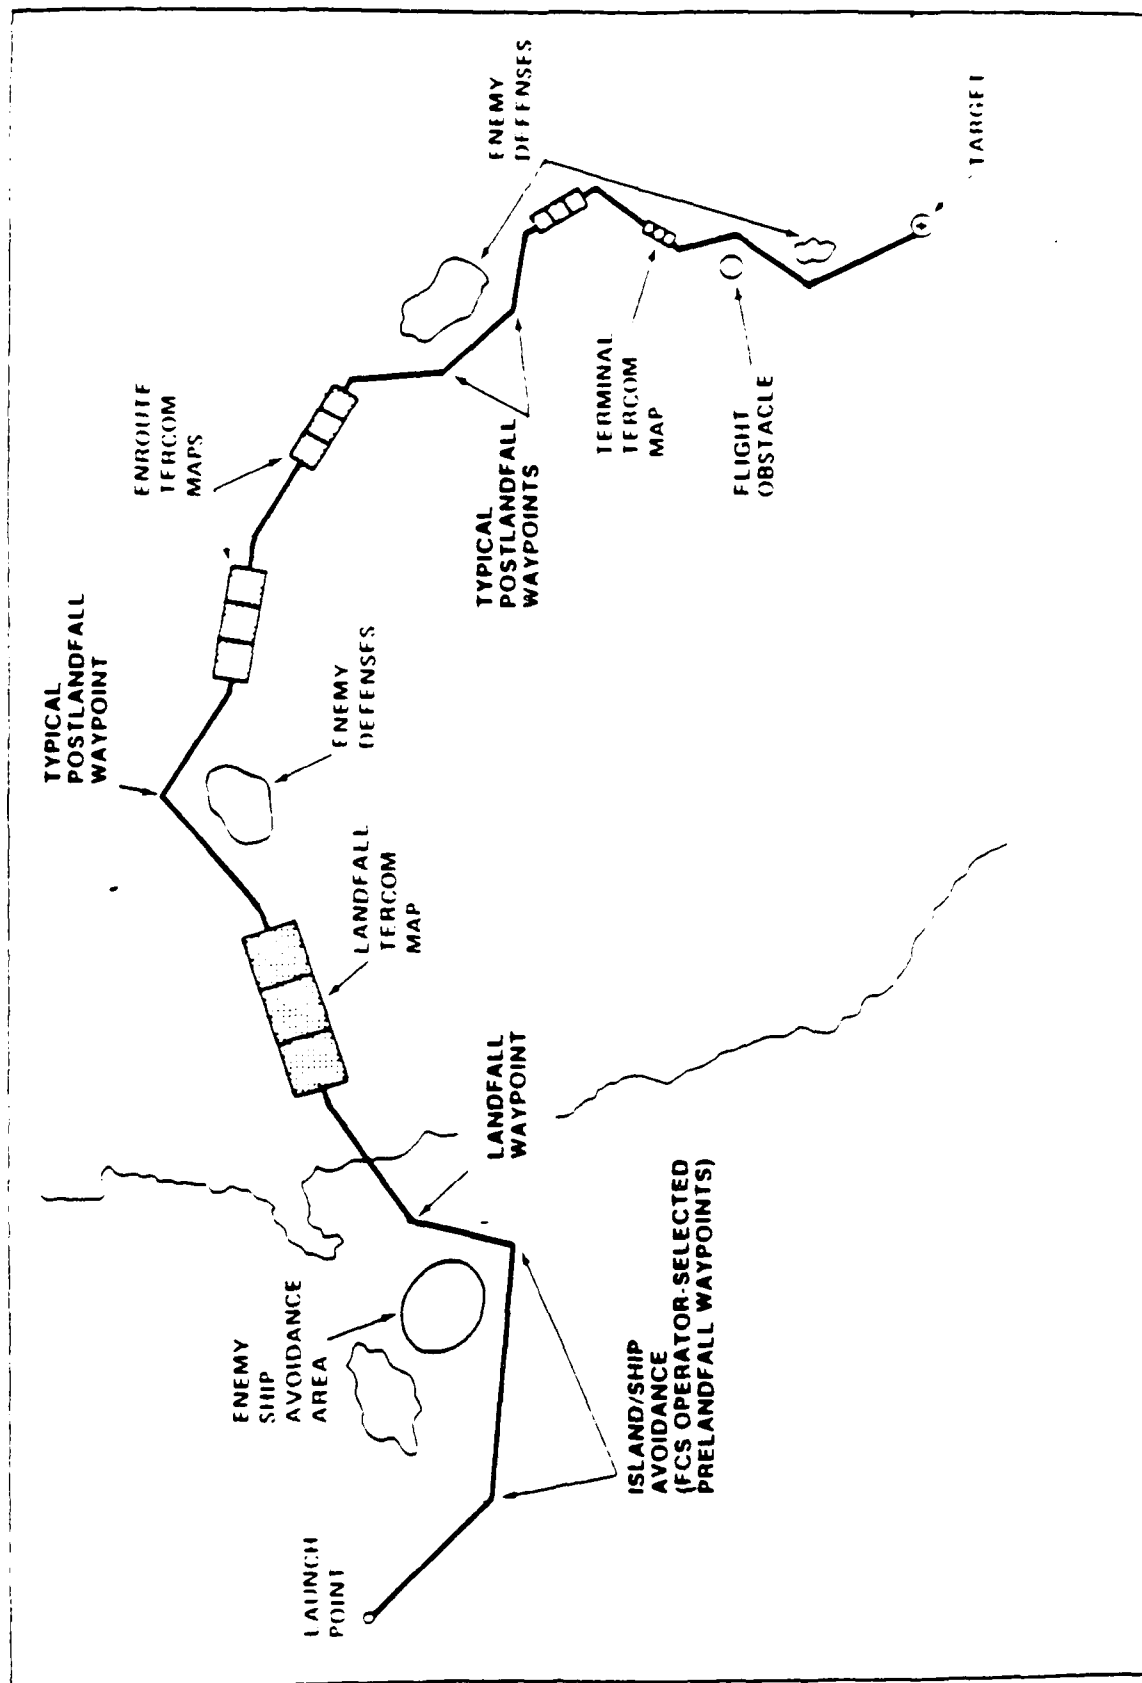 LAUNCH
POINT
ENEMY
SHIP
AVOIDANCE
AREA
ISLAND/SHIP
AVOIDANCE
(FCS OPERATOR-SELECTED
PRELANDFALL WAYPOINTS)
LANDFALL
WAYPOINT
LANDFALL
TERCOM
MAP
TYPICAL
POSTLANDFALL
WAYPOINT
ENEMY
DEFENSES
ENROUTE
TERCOM
MAPS
TYPICAL
POSTLANDFALL
WAYPOINTS
ENEMY
DEFENSES
TERMINAL
TERCOM
MAP
FLIGHT
OBSTACLE
TARGET